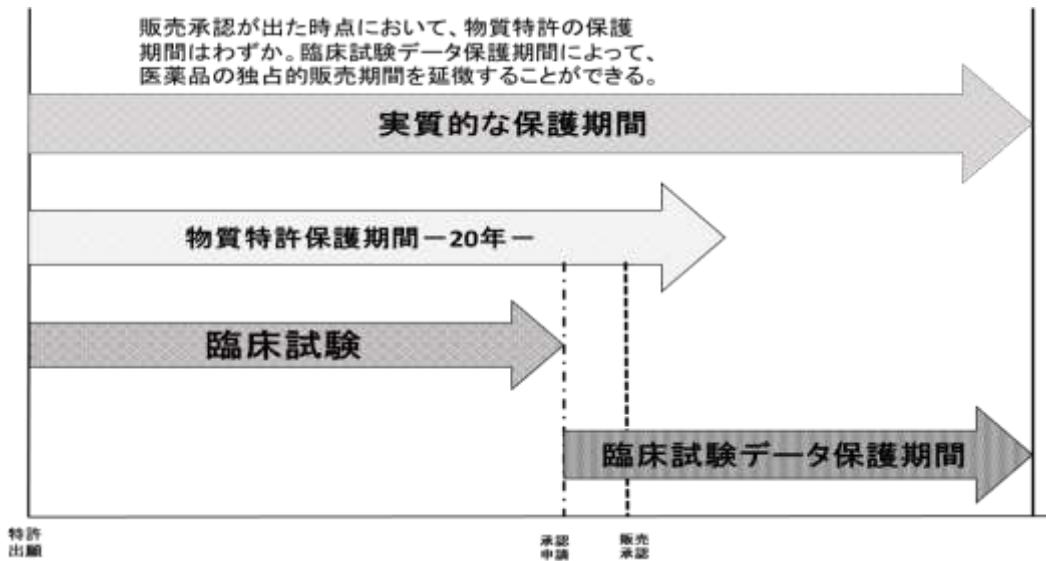 販売承認が出た時点において、物質特許の保護
期間はわずか。臨床試験データ保護期間によって、
医薬品の独占的販売期間を延徴することができる。
実質的な保護期間
物質特許保護期間－20年－
臨床試験
臨床試験データ保護期間
特許
出願
承認
申請
販売
承認